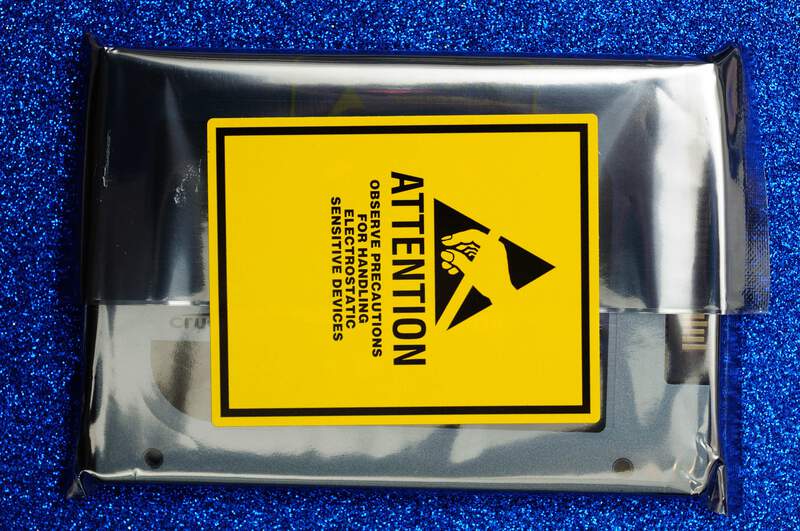 ATTENTION
OBSERVE PRECAUTIONS
FOR HANDLING
ELECTROSTATIC
SENSITIVE DEVICES